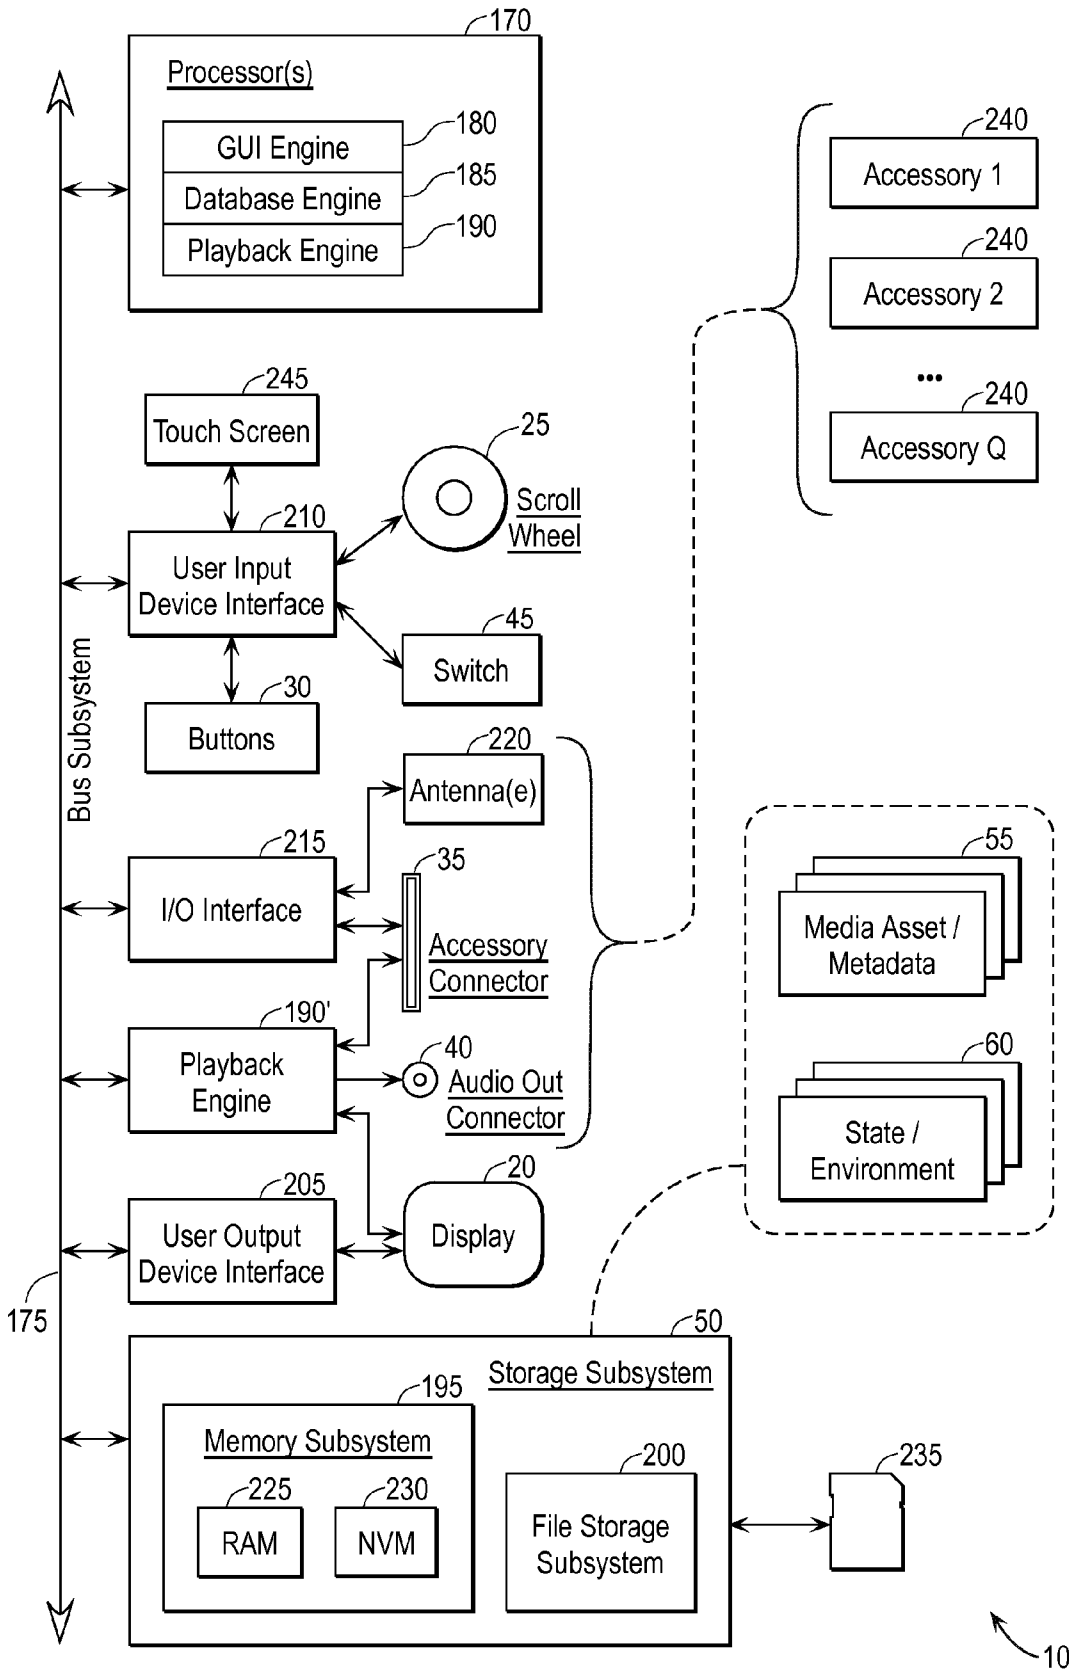 170
Processor(s)
180
GUI Engine
185
Database Engine
190
Playback Engine
240
Accessory 1
240
Accessory 2
...
240
Accessory Q
245
Touch Screen
25
Scroll
Wheel
210
User Input
Device Interface
45
Switch
30
Buttons
Bus Subsystem
220
Antenna(e)
215
I/O Interface
35
Accessory
Connector
190'
Playback
Engine
40
Audio Out
Connector
55
Media Asset /
Metadata
60
State /
Environment
205
User Output
Device Interface
20
Display
175
50
Storage Subsystem
195
Memory Subsystem
225
RAM
230
NVM
200
File Storage
Subsystem
235
10